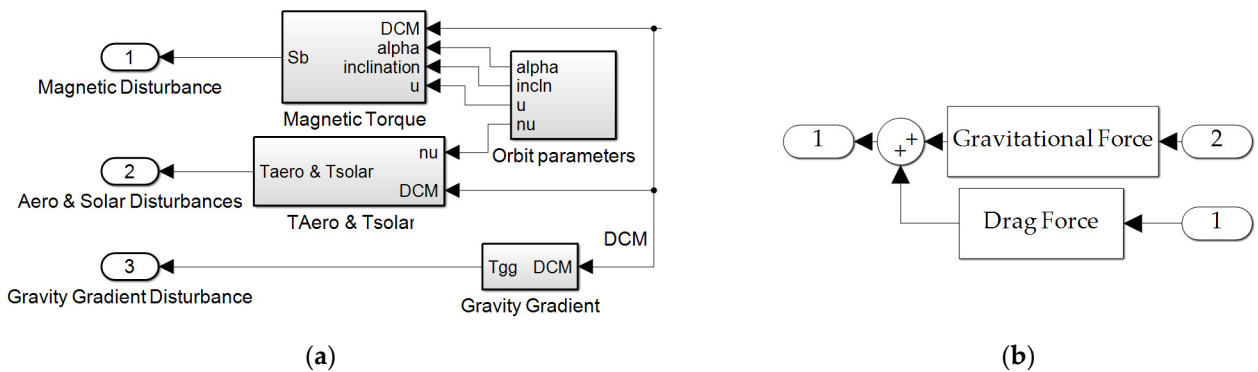 DCM
alpha
inclination
u
Sb
Magnetic Torque
1
Magnetic Disturbance
alpha
incln
u
nu
Orbit parameters
nu
Taero & Tsolar
DCM
TAero & Tsolar
2
Aero & Solar Disturbances
DCM
Tgg
DCM
Gravity Gradient
3
Gravity Gradient Disturbance
(a)
1
+
+
Gravitational Force
2
Drag Force
1
(b)